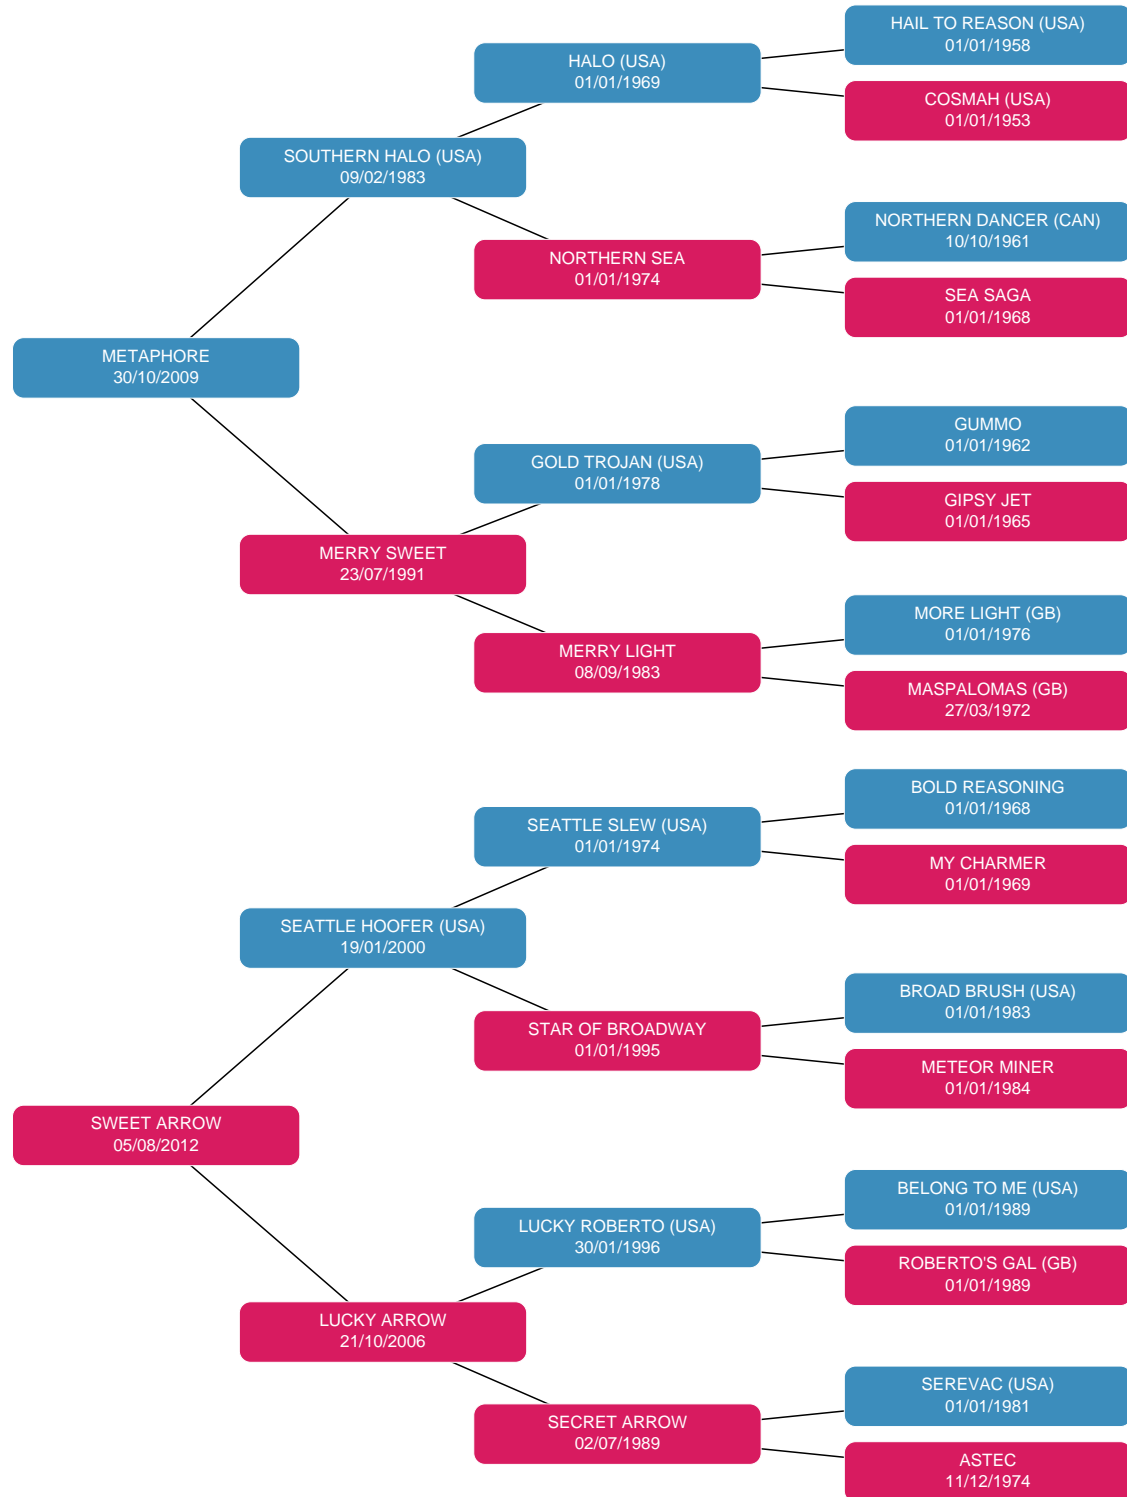 HAIL TO REASON (USA)
01/01/1958
HALO (USA)
01/01/1969
COSMAH (USA)
01/01/1953
SOUTHERN HALO (USA)
09/02/1983
NORTHERN DANCER (CAN)
10/10/1961
NORTHERN SEA
01/01/1974
SEA SAGA
01/01/1968
METAPHORE
30/10/2009
GUMMO
01/01/1962
GOLD TROJAN (USA)
01/01/1978
GIPSY JET
01/01/1965
MERRY SWEET
23/07/1991
MORE LIGHT (GB)
01/01/1976
MERRY LIGHT
08/09/1983
MASPALOMAS (GB)
27/03/1972
BOLD REASONING
01/01/1968
SEATTLE SLEW (USA)
01/01/1974
MY CHARMER
01/01/1969
SEATTLE HOOFER (USA)
19/01/2000
BROAD BRUSH (USA)
01/01/1983
STAR OF BROADWAY
01/01/1995
METEOR MINER
01/01/1984
SWEET ARROW
05/08/2012
BELONG TO ME (USA)
01/01/1989
LUCKY ROBERTO (USA)
30/01/1996
ROBERTO'S GAL (GB)
01/01/1989
LUCKY ARROW
21/10/2006
SEREVAC (USA)
01/01/1981
SECRET ARROW
02/07/1989
ASTEC
11/12/1974